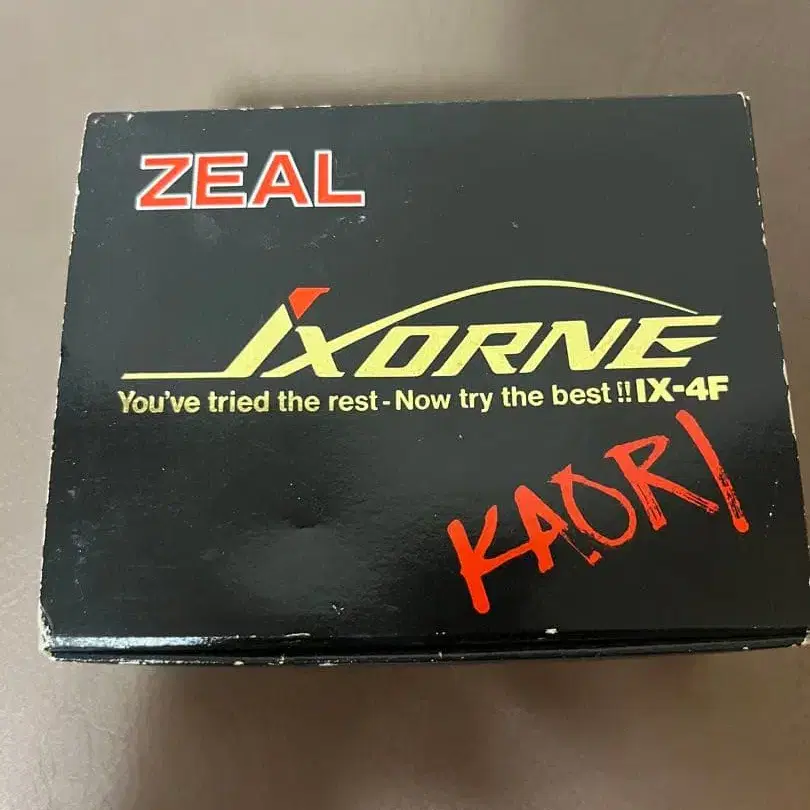 ZEAL
IXORNE
You've tried the rest-Now try the best!! IX-4F
KAORI